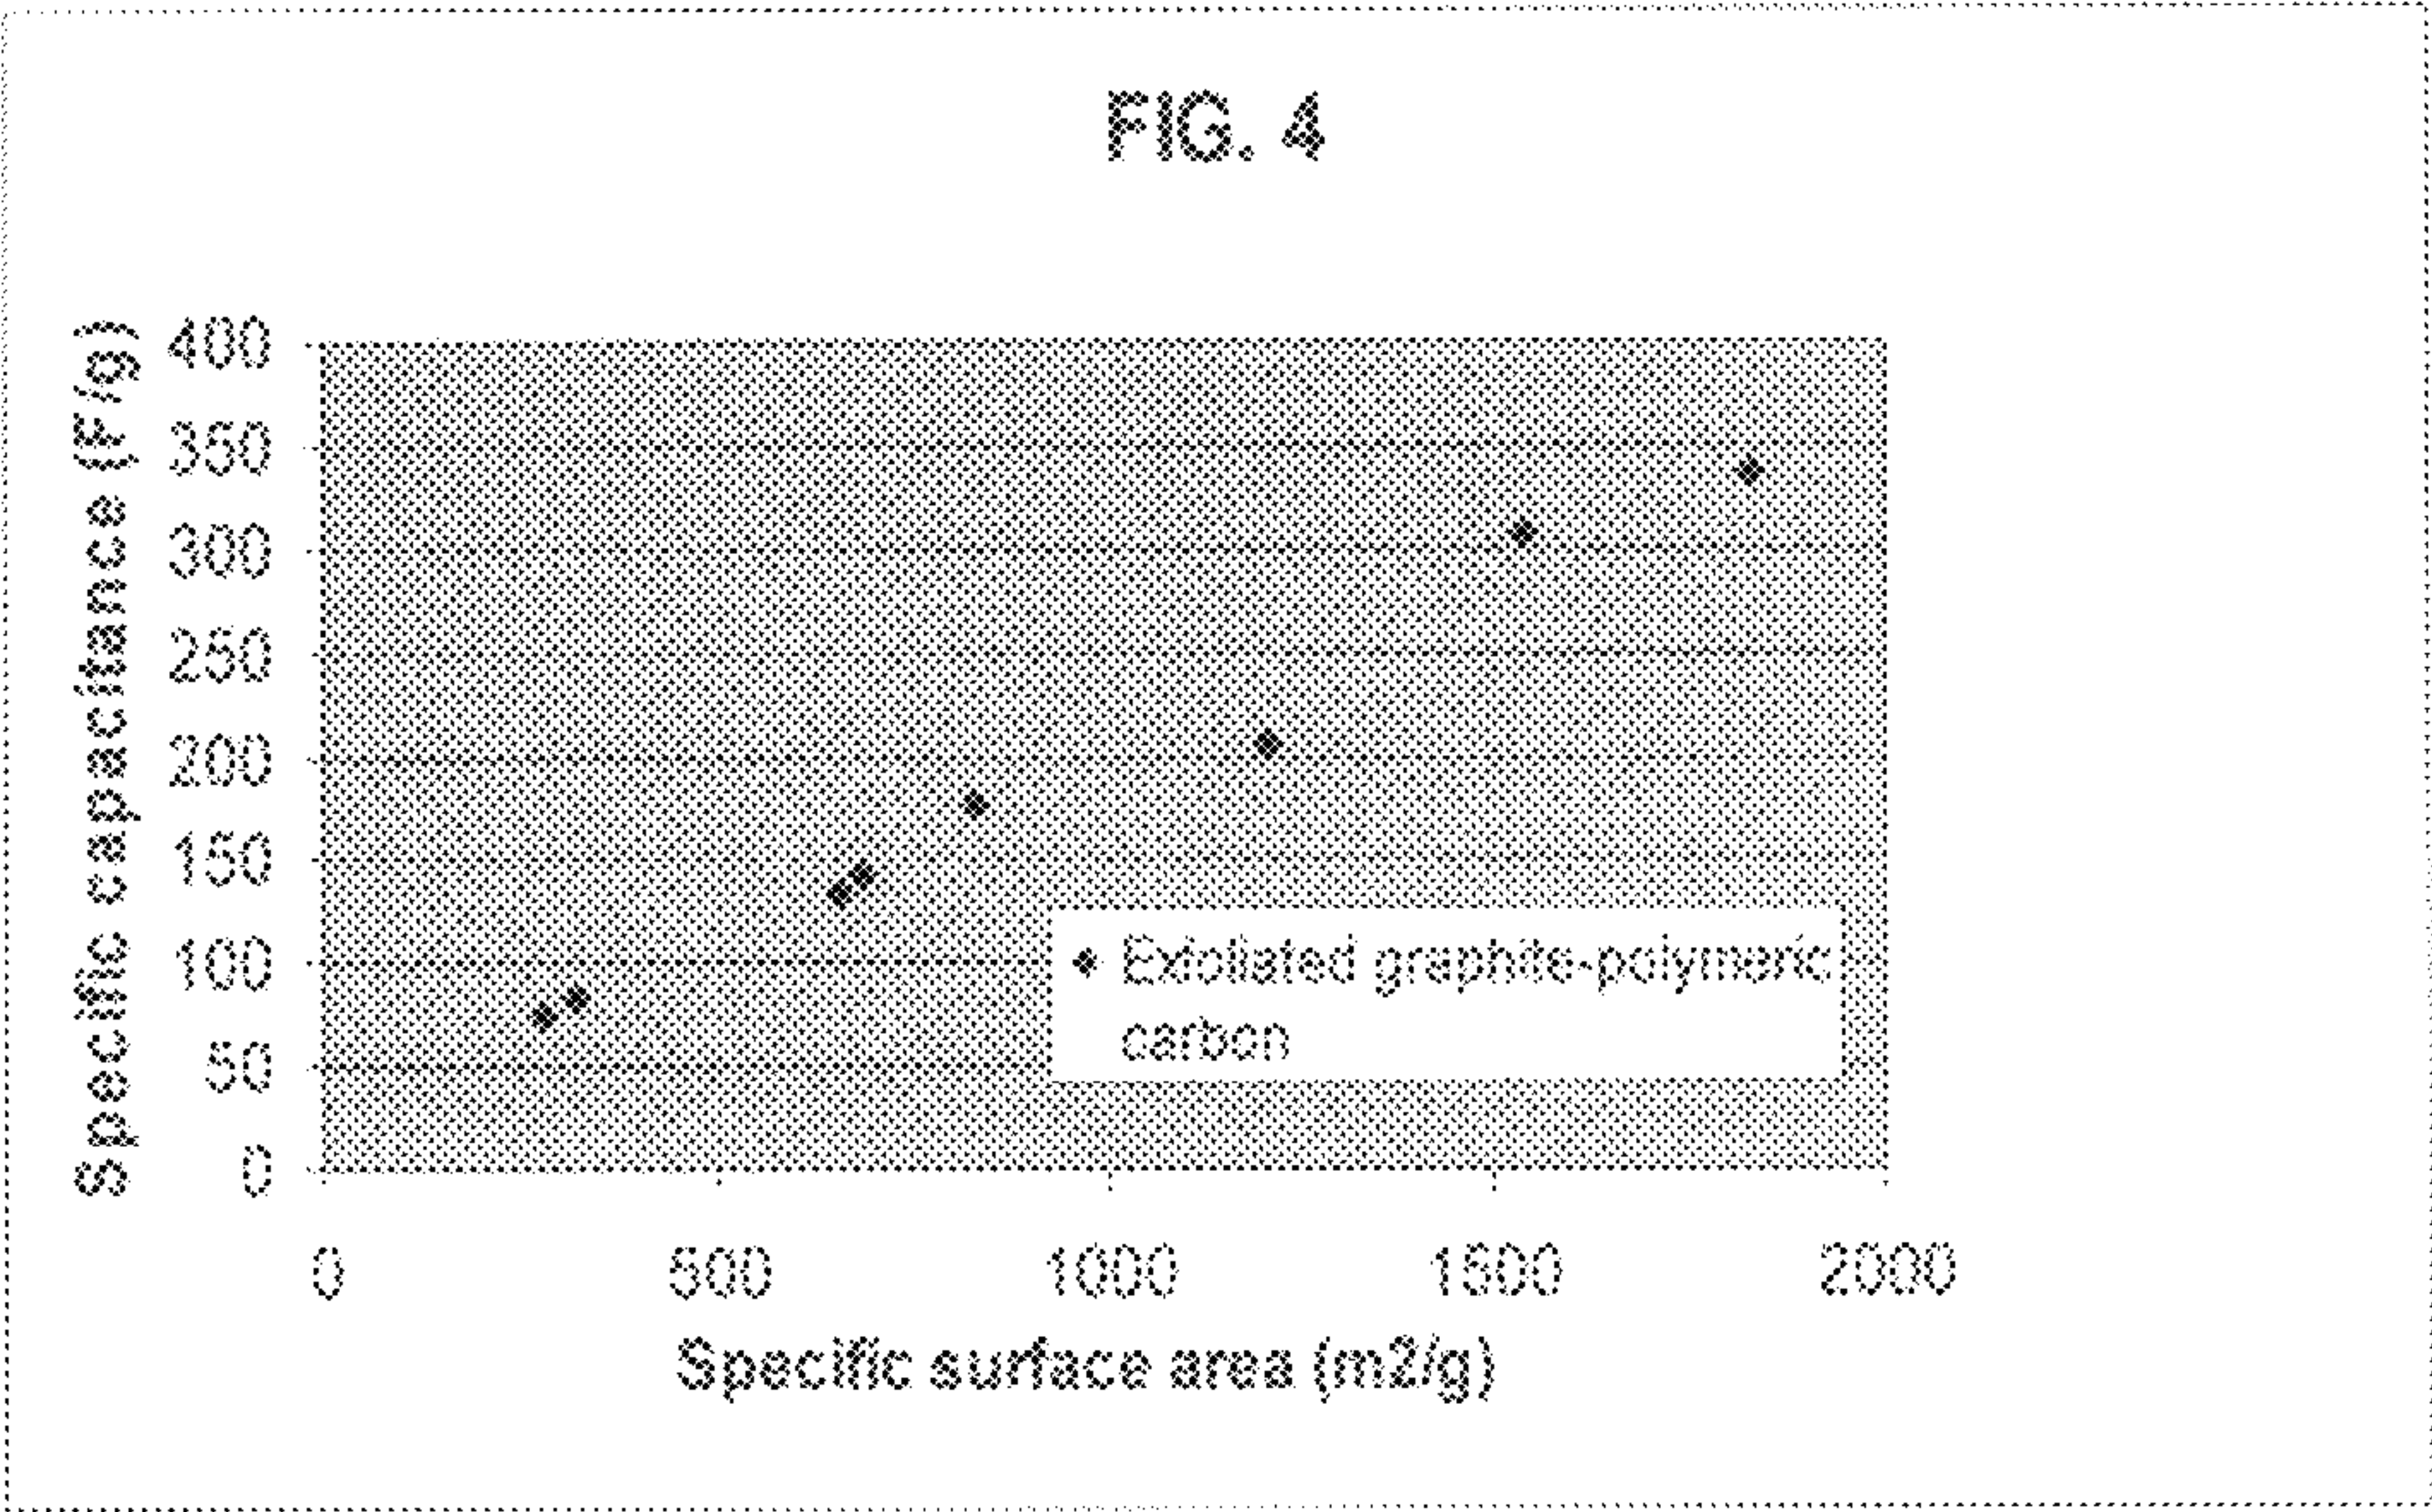 FIG. 4
Specific capacitance (F/g)
400
350
300
250
200
150
100
50
0
Exfoliated graphite-polymeric
carbon
0 500 1000 1500 2000
Specific surface area (m2/g)